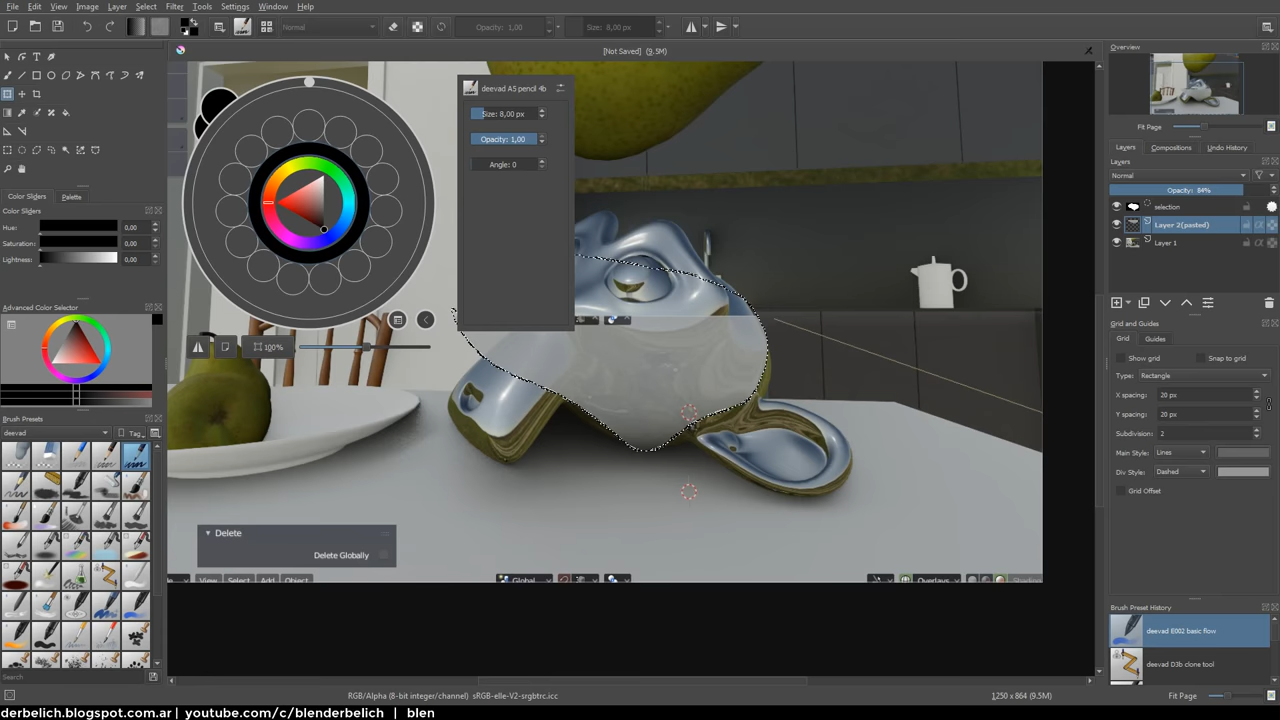 File Edit View Image Layer Select Filter Tools Settings Window Help
Normal Opacity: 1,00 Size: 8,00 px
[Not Saved] (9.5M)
Overview
deevad A5 pencil 4b
Size: 8,00 px
Opacity: 1,00
Angle: 0
Fit Page
Layers Compositions Undo History
Layers
Normal
Opacity: 84%
selection
Layer 2(pasted)
Layer 1
Color Sliders Palette
Color Sliders
Hue: 0,00
Saturation: 0,00
Lightness: 0,00
Advanced Color Selector
100%
Grid and Guides
Grid Guides
Show grid Snap to grid
Type: Rectangle
X spacing: 20 px
Y spacing: 20 px
Subdivision: 2
Main Style: Lines
Div Style: Dashed
Grid Offset
Brush Presets
deevad Tag
Delete
Delete Globally
View Select Add Object Global Overlays Shading
Brush Preset History
deevad E002 basic flow
deevad D3b clone tool
Search
RGB/Alpha (8-bit integer/channel) sRGB-elle-V2-srgbtrc.icc
1250 x 864 (9.5M)
Fit Page
derbelich.blogspot.com.ar | youtube.com/c/blenderbelich | blen